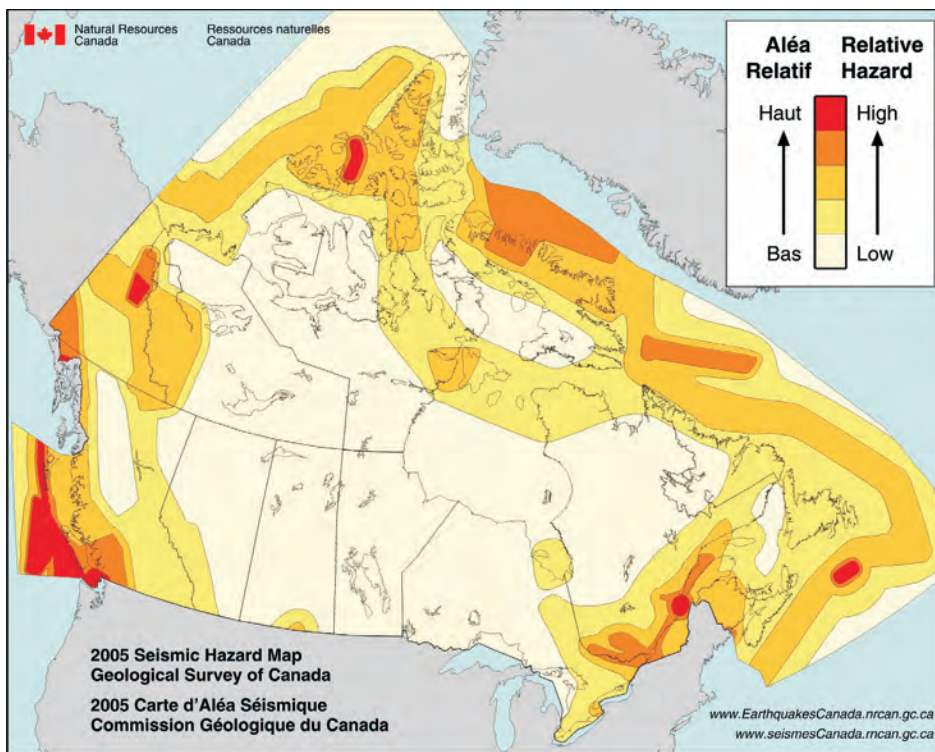 Natural Resources
Canada
Ressources naturelles
Canada
Aléa
Relatif
Relative
Hazard
Haut
High
Bas
Low
2005 Seismic Hazard Map
Geological Survey of Canada
2005 Carte d'Aléa Séismique
Commission Géologique du Canada
www.EarthquakesCanada.nrcan.gc.ca
www.seismesCanada.rncan.gc.ca